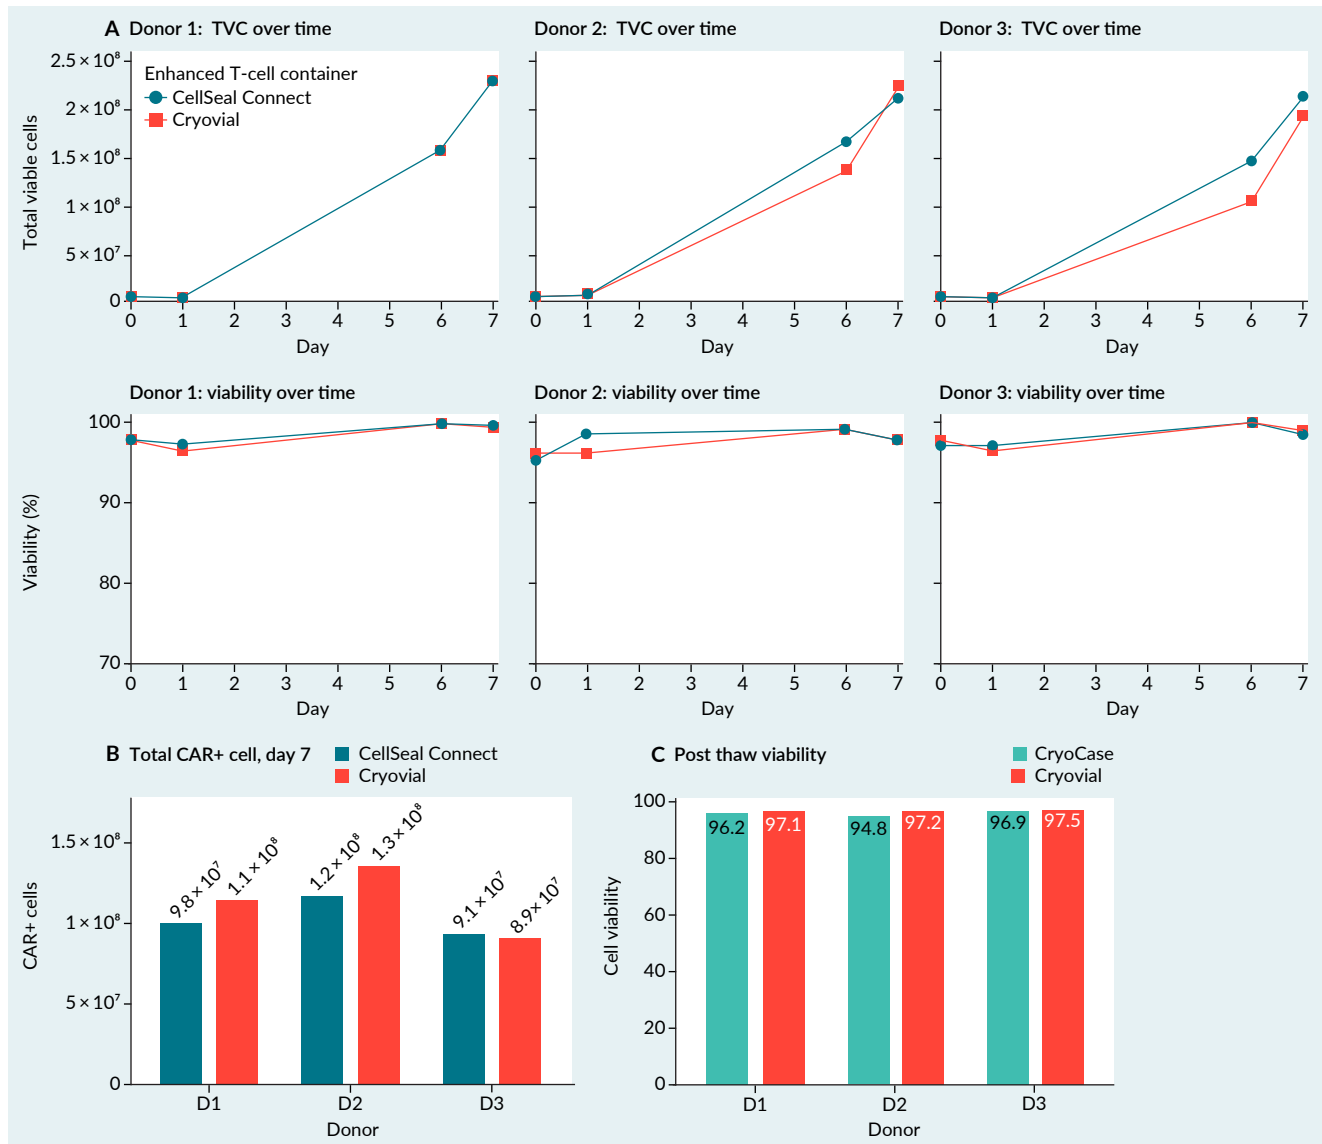 A Donor 1: TVC over time
Donor 2: TVC over time
Donor 3: TVC over time
Total viable cells
2.5 × 10⁸
2 × 10⁸
1.5 × 10⁸
1 × 10⁸
5 × 10⁷
0
Enhanced T-cell container
CellSeal Connect
Cryovial
0 1 2 3 4 5 6 7
Day
0 1 2 3 4 5 6 7
Day
0 1 2 3 4 5 6 7
Day
Donor 1: viability over time
Donor 2: viability over time
Donor 3: viability over time
Viability (%)
100
90
80
70
0 1 2 3 4 5 6 7
Day
0 1 2 3 4 5 6 7
Day
0 1 2 3 4 5 6 7
Day
B Total CAR+ cell, day 7
CellSeal Connect
Cryovial
CAR+ cells
1.5 × 10⁸
1 × 10⁸
5 × 10⁷
0
9.8 × 10⁷
1.1 × 10⁸
1.2 × 10⁸
1.3 × 10⁸
9.1 × 10⁷
8.9 × 10⁷
D1 D2 D3
Donor
C Post thaw viability
CryoCase
Cryovial
Cell viability
100
80
60
40
20
0
96.2 97.1 94.8 97.2 96.9 97.5
D1 D2 D3
Donor